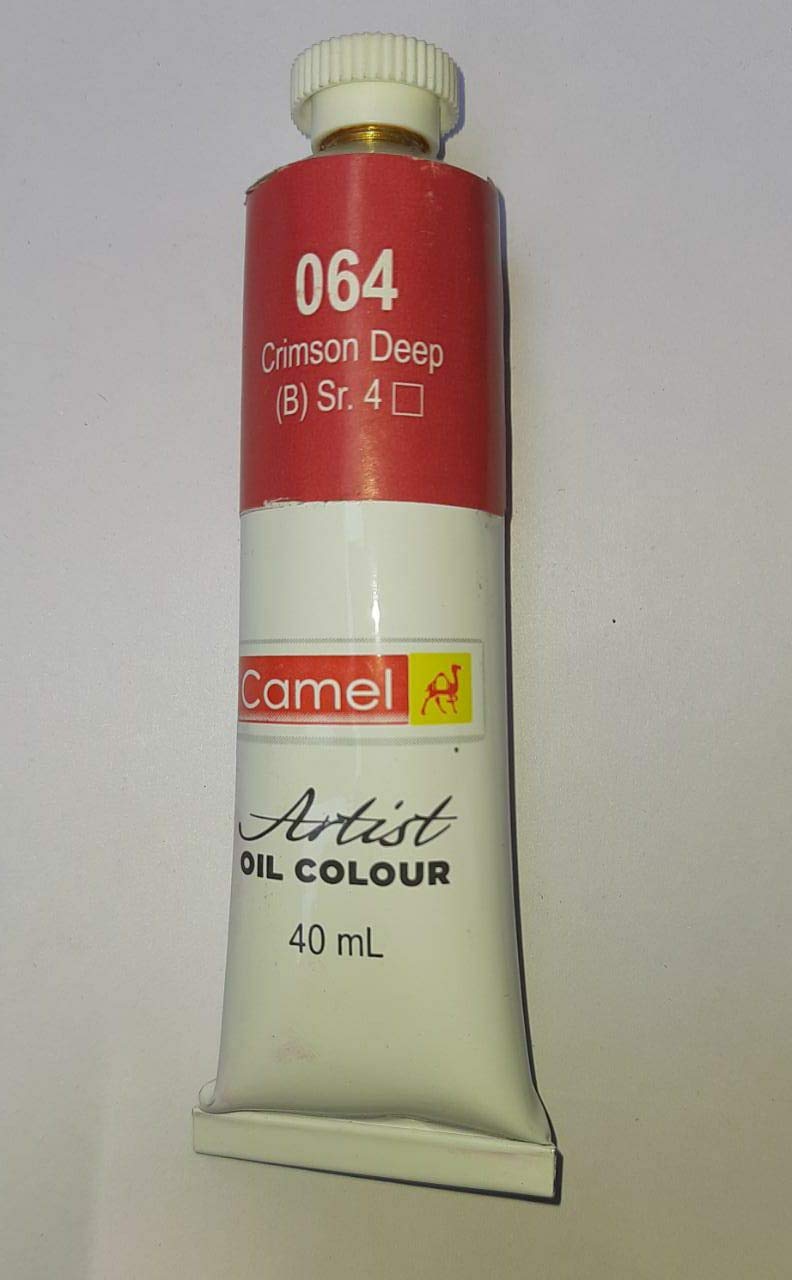 064
Crimson Deep
(B) Sr. 4
Camel
Artist
OIL COLOUR
40 mL